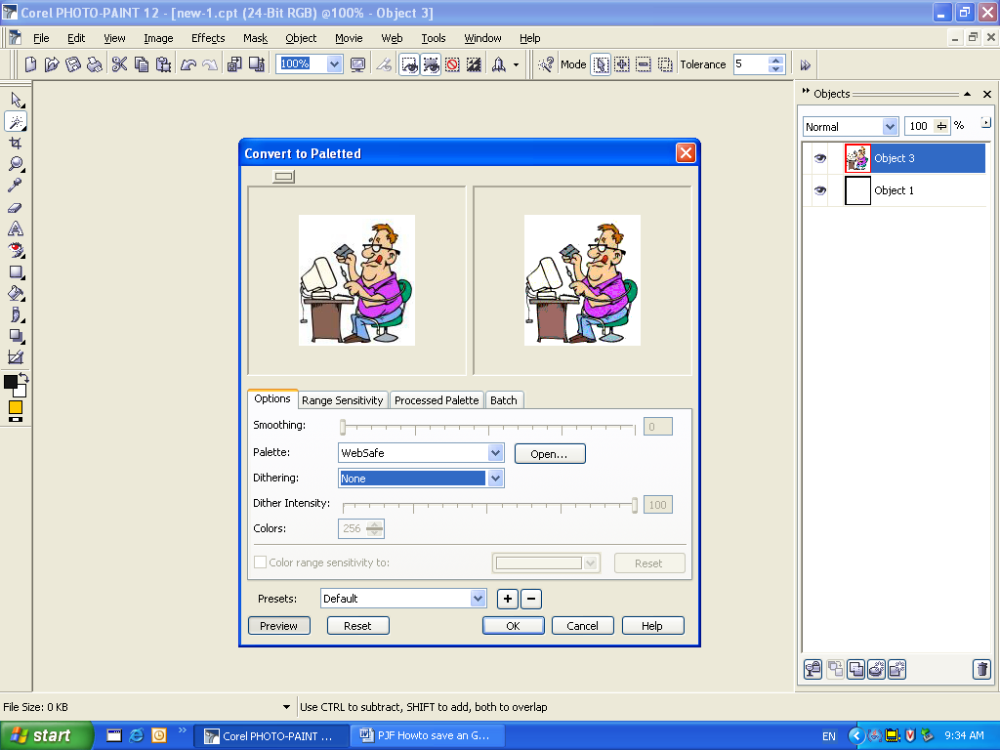 Corel PHOTO-PAINT 12 - [new-1.cpt (24-Bit RGB) @100% - Object 3]
File Edit View Image Effects Mask Object Movie Web Tools Window Help
100% Mode Tolerance 5
Objects
Normal 100 %
Object 3
Object 1
Convert to Paletted
Options Range Sensitivity Processed Palette Batch
Smoothing: 0
Palette: WebSafe Open...
Dithering: None
Dither Intensity: 100
Colors: 256
Color range sensitivity to: Reset
Presets: Default + -
Preview Reset OK Cancel Help
File Size: 0 KB Use CTRL to subtract, SHIFT to add, both to overlap
start Corel PHOTO-PAINT ... PJF Howto save an G... EN 9:34 AM